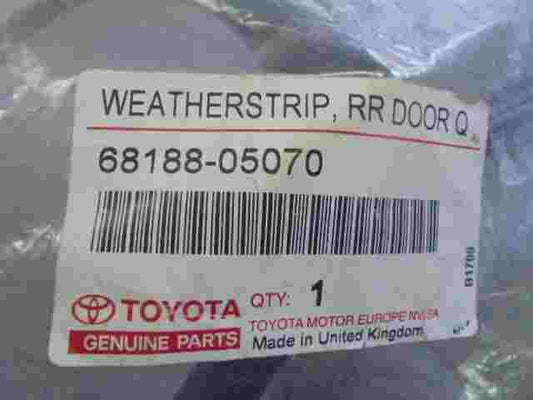 WEATHERSTRIP, RR DOOR Q
68188-05070
B1788
TOYOTA
QTY: 1
GENUINE PARTS
TOYOTA MOTOR EUROPE NV/SA
Made in United Kingdom